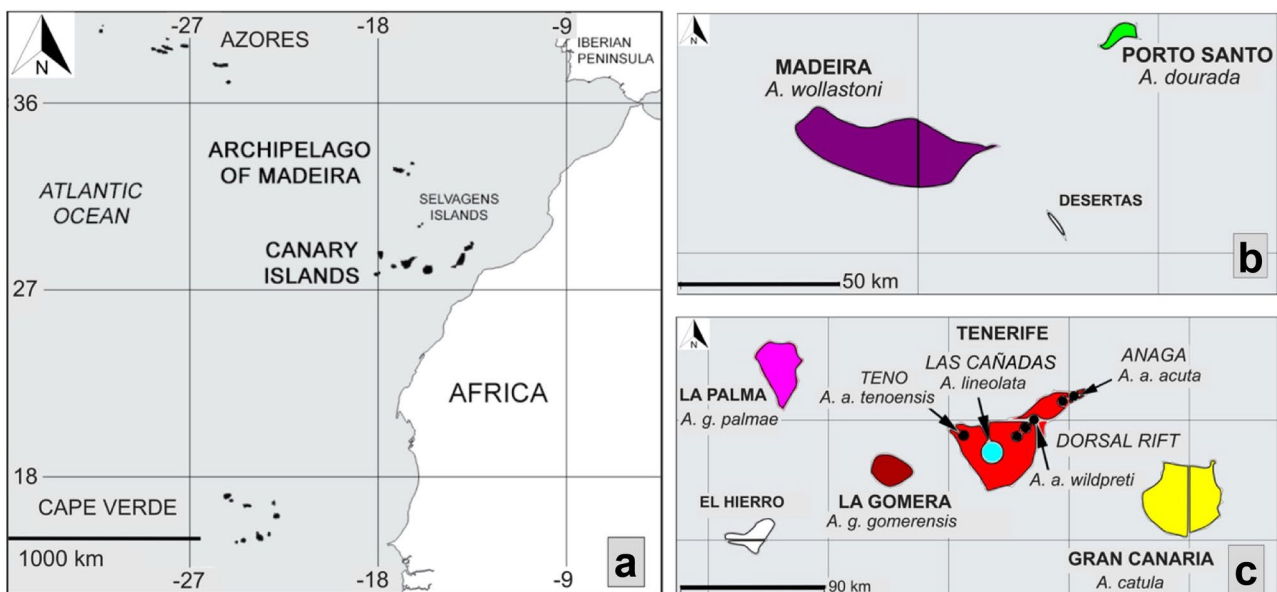 -27
-18
-9
AZORES
IBERIAN
PENINSULA
N
36
ARCHIPELAGO
OF MADEIRA
ATLANTIC
OCEAN
SELVAGENS
ISLANDS
CANARY
ISLANDS
27
AFRICA
18
CAPE VERDE
1000 km
-27
-18
-9
a
N
MADEIRA
A. wollastoni
PORTO SANTO
A. dourada
DESERTAS
50 km
b
N
TENERIFE
LAS CAÑADAS
A. lineolata
ANAGA
A. a. acuta
TENO
A. a. tenoensis
LA PALMA
A. g. palmae
DORSAL RIFT
A. a. wildpreti
EL HIERRO
LA GOMERA
A. g. gomerensis
GRAN CANARIA
A. catula
90 km
c